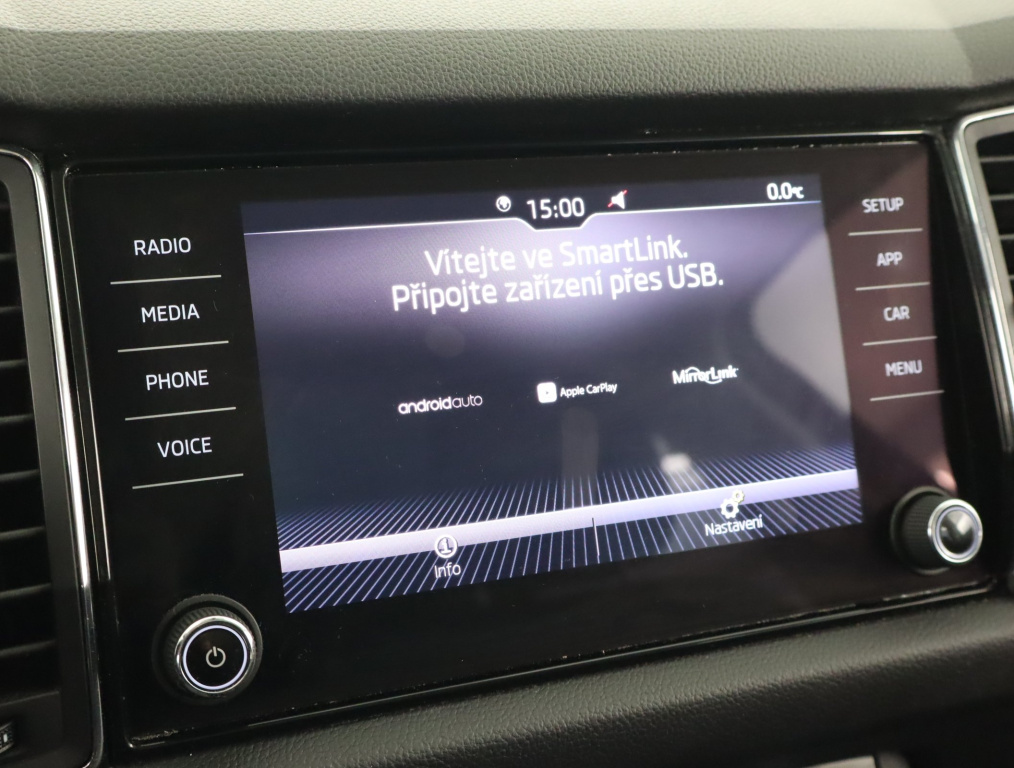 15:00
0.0°C
RADIO
MEDIA
PHONE
VOICE
Vítejte ve SmartLink.
Připojte zařízení přes USB.
androidauto
Apple CarPlay
MirrorLink
Info
Nastavení
SETUP
APP
CAR
MENU